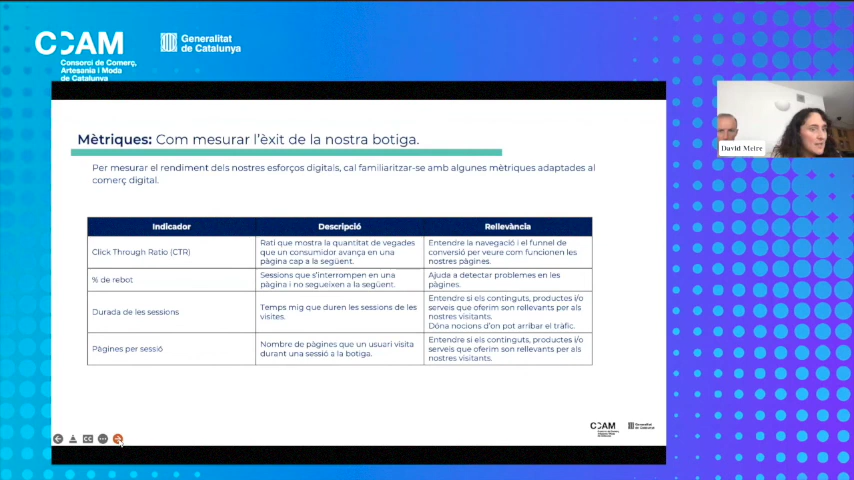 CCAM
Consorci de Comerç,
Artesania i Moda
de Catalunya
Generalitat
de Catalunya
Mètriques: Com mesurar l'èxit de la nostra botiga.
Per mesurar el rendiment dels nostres esforços digitals, cal familiaritzar-se amb algunes mètriques adaptades al
comerç digital.
Indicador
Descripció
Rellevància
Click Through Ratio (CTR)
Rati que mostra la quantitat de vegades
que un consumidor avança en una
pàgina cap a la següent.
Entendre la navegació i el funnel de
conversió per veure com funcionen les
nostres pàgines.
% de rebot
Sessions que s'interrompen en una
pàgina i no segueixen a la següent.
Ajuda a detectar problemes en les
pàgines.
Durada de les sessions
Temps mig que duren les sessions de les
visites.
Entendre si els continguts, productes i/o
serveis que oferim son rellevants per als
nostres visitants.
Dóna nocions d'on pot arribar el tràfic.
Pàgines per sessió
Nombre de pàgines que un usuari visita
durant una sessió a la botiga.
Entendre si els continguts, productes i/o
serveis que oferim son rellevants per als
nostres visitants.
David Meire
CC
CCAM
Generalitat
de Catalunya